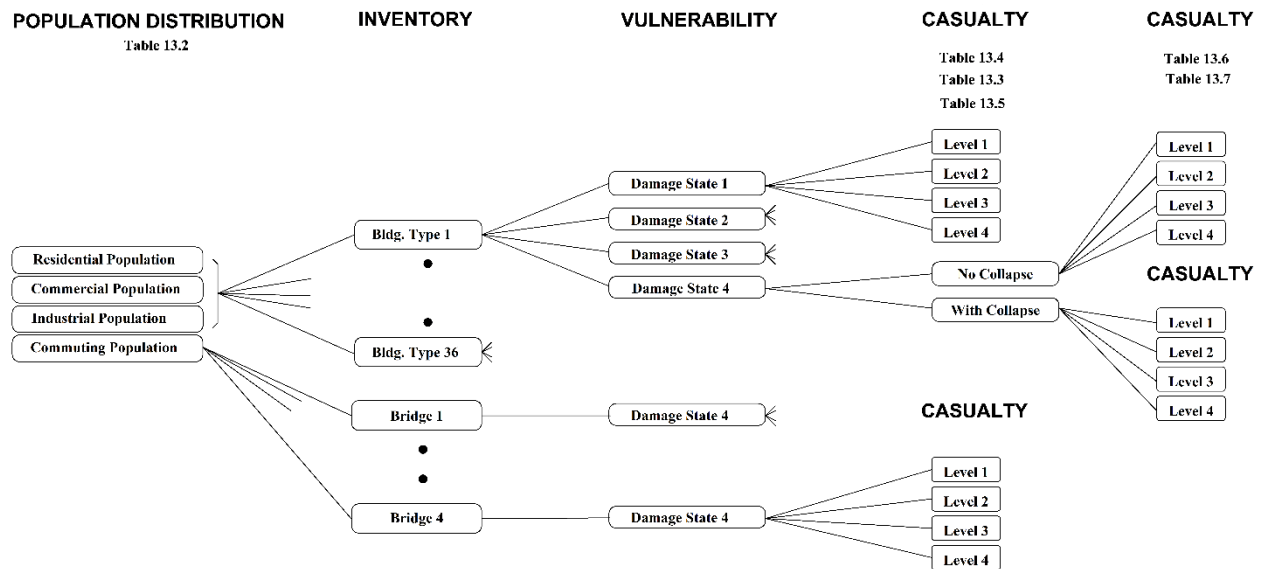 POPULATION DISTRIBUTION
Table 13.2
INVENTORY
VULNERABILITY
CASUALTY
Table 13.4
Table 13.3
Table 13.5
CASUALTY
Table 13.6
Table 13.7
Residential Population
Commercial Population
Industrial Population
Commuting Population
Bldg. Type 1
Bldg. Type 36
Bridge 1
Bridge 4
Damage State 1
Damage State 2
Damage State 3
Damage State 4
Damage State 4
Damage State 4
Level 1
Level 2
Level 3
Level 4
No Collapse
With Collapse
CASUALTY
Level 1
Level 2
Level 3
Level 4
Level 1
Level 2
Level 3
Level 4
CASUALTY
Level 1
Level 2
Level 3
Level 4